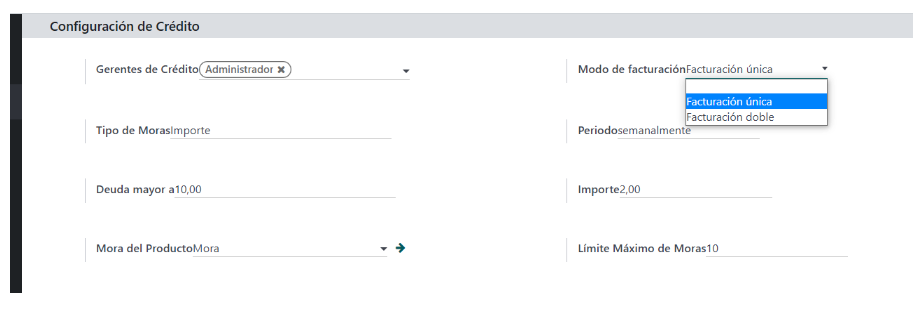 Configuración de Crédito
Gerentes de Crédito Administrador ✖
Modo de facturación Facturación única
Facturación única
Facturación doble
Tipo de Moras Importe
Periodo semanalmente
Deuda mayor a 10,00
Importe 2,00
Mora del Producto Mora
Límite Máximo de Moras 10